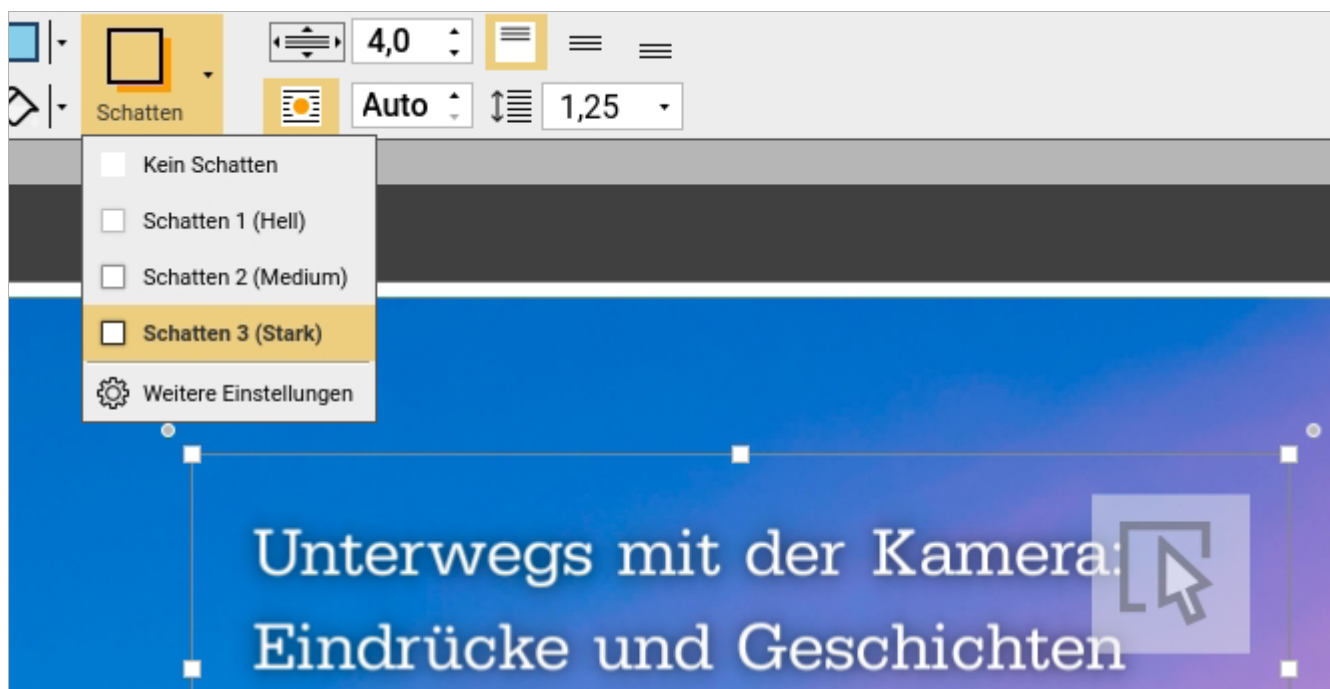 4,0
Schatten
Auto
1,25
Kein Schatten
Schatten 1 (Hell)
Schatten 2 (Medium)
Schatten 3 (Stark)
Weitere Einstellungen
Unterwegs mit der Kamera:
Eindrücke und Geschichten